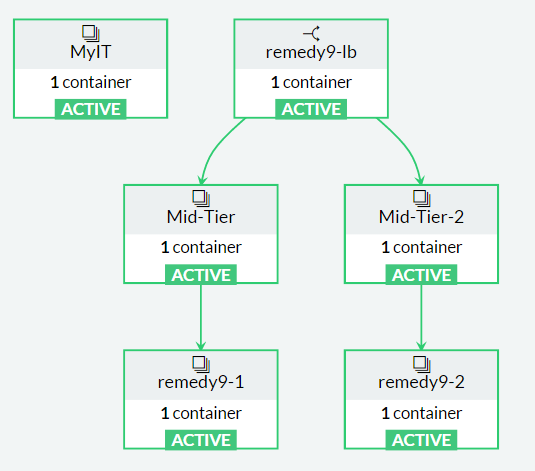 MyIT
1 container
ACTIVE
remedy9-lb
1 container
ACTIVE
Mid-Tier
1 container
ACTIVE
Mid-Tier-2
1 container
ACTIVE
remedy9-1
1 container
ACTIVE
remedy9-2
1 container
ACTIVE